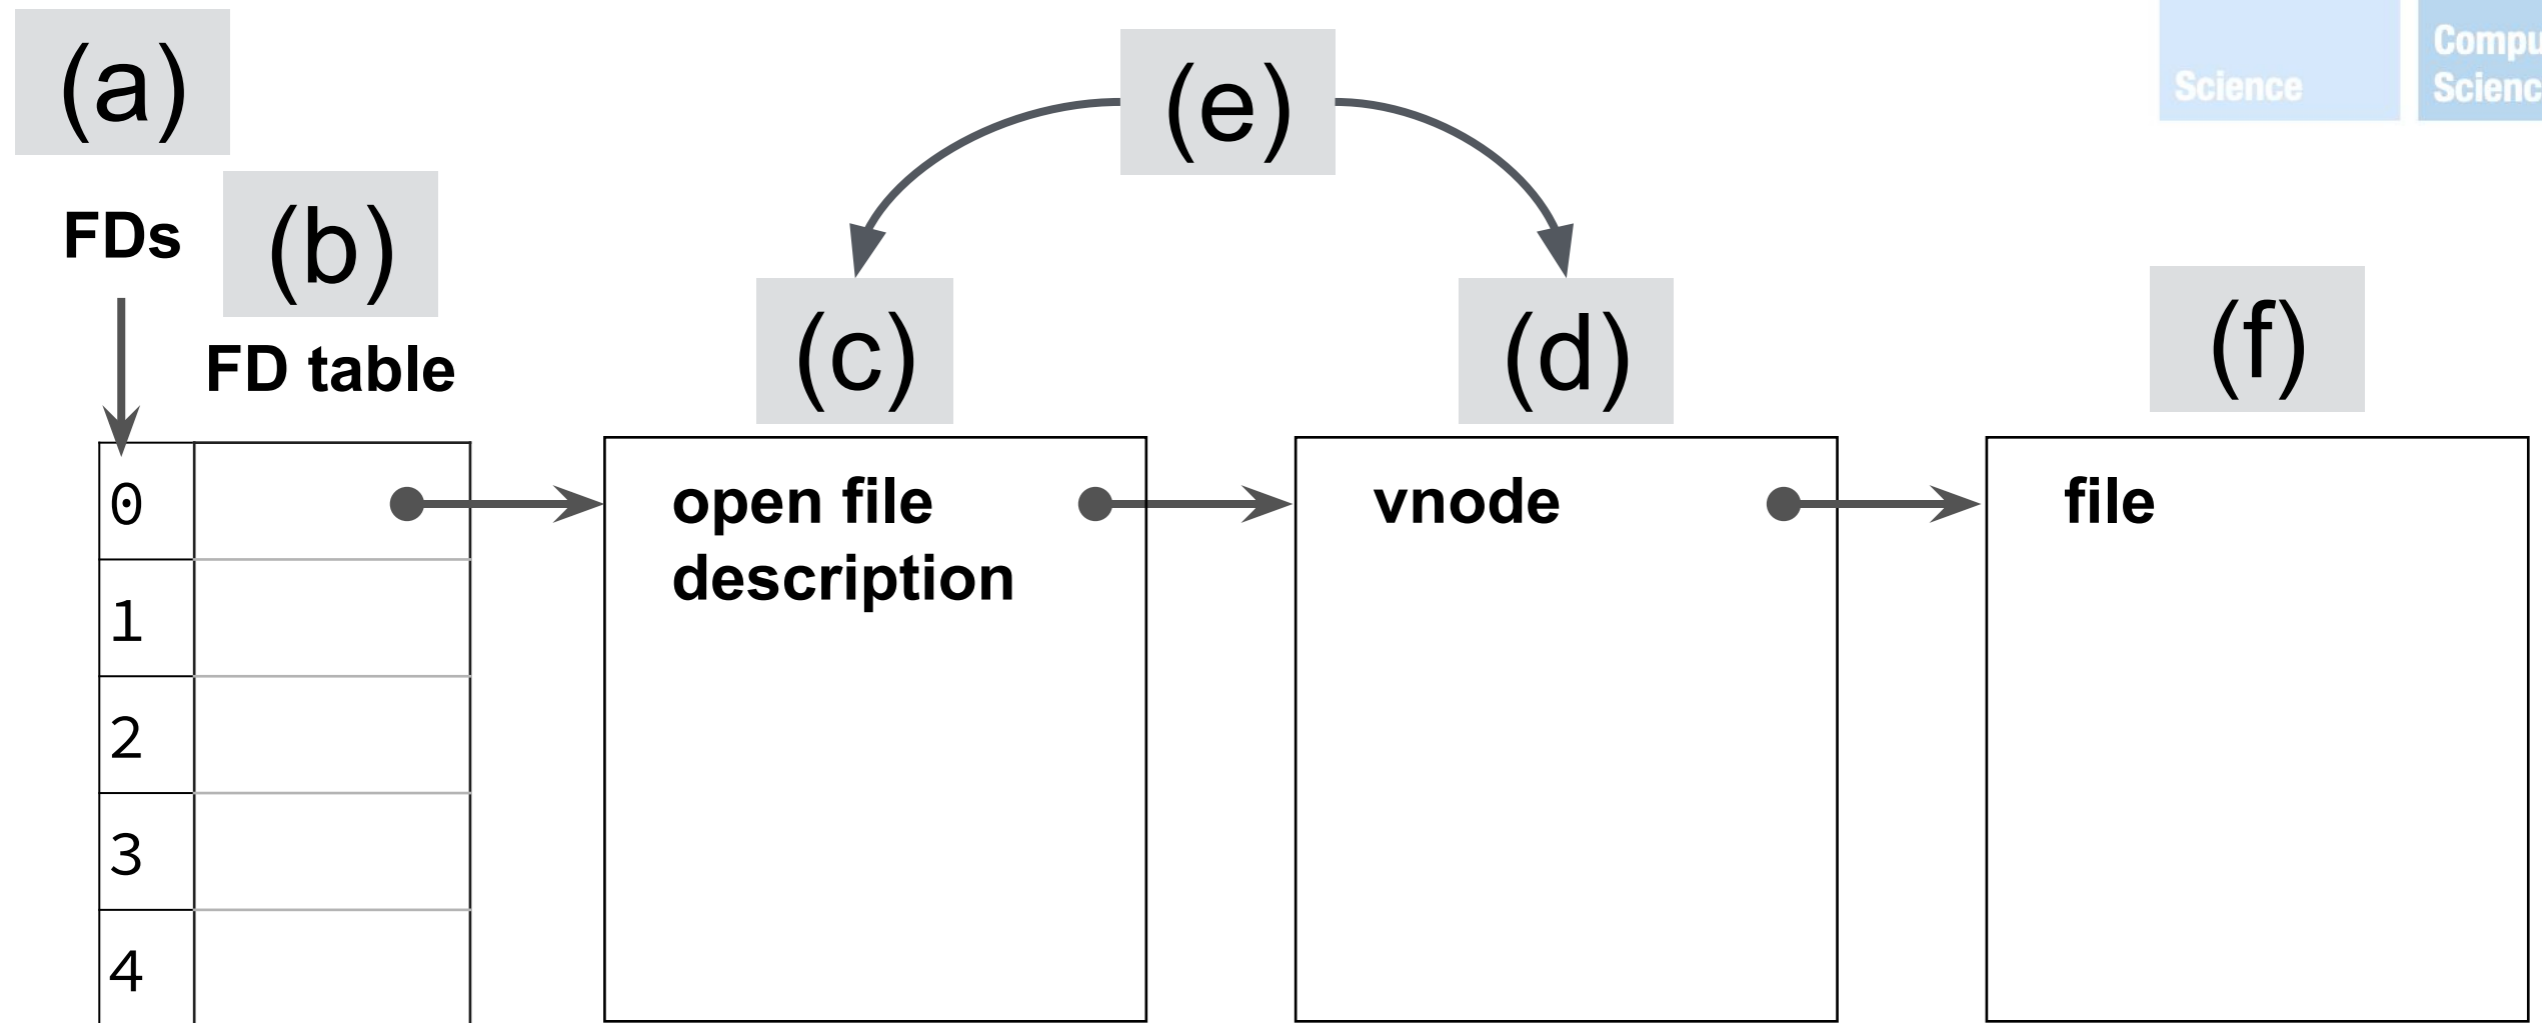 (a)
(e)
Science
Compu
Scienc
FDs
(b)
FD table
(c)
(d)
(f)
0
open file
description
vnode
file
1
2
3
4